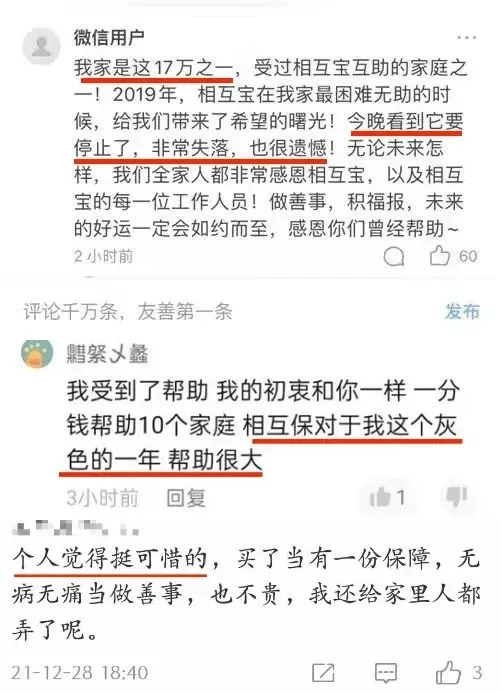 微信用户
我家是这17万之一，受过相互宝互助的家庭之
一！2019年，相互宝在我家最困难无助的时
候，给我们带来了希望的曙光！今晚看到它要
停止了，非常失落，也很遗憾！无论未来怎
样，我们全家人都非常感恩相互宝，以及相互
宝的每一位工作人员！做善事，积福报，未来
的好运一定会如约而至，感恩你们曾经帮助~
2小时前
60
评论千万条，友善第一条
发布
我受到了帮助 我的初衷和你一样 一分
钱帮助10个家庭 相互保对于我这个灰
色的一年 帮助很大
3小时前
回复
1
个人觉得挺可惜的，买了当有一份保障，无
病无痛当做善事，也不贵，我还给家里人都
弄了呢。
21-12-28 18:40
3